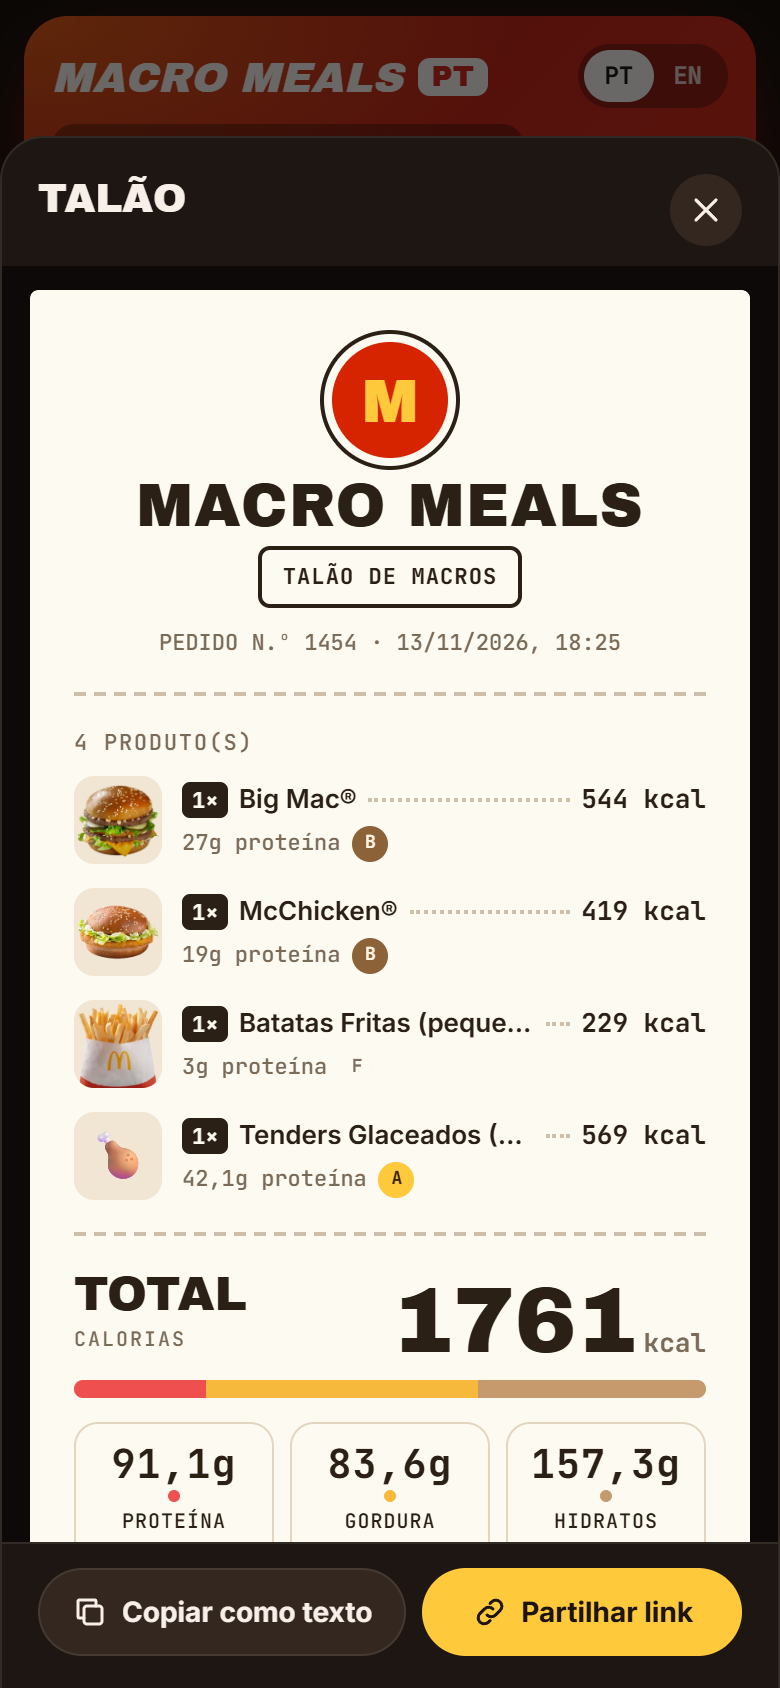 MACRO MEALS PT
PT EN
TALÃO
M
MACRO MEALS
TALÃO DE MACROS
PEDIDO N.º 1454 · 13/11/2026, 18:25
4 PRODUTO(S)
1× Big Mac® 544 kcal
27g proteína B
1× McChicken® 419 kcal
19g proteína B
1× Batatas Fritas (peque... 229 kcal
3g proteína F
1× Tenders Glaceados (... 569 kcal
42,1g proteína A
TOTAL
CALORIAS
1761 kcal
91,1g 83,6g 157,3g
PROTEÍNA GORDURA HIDRATOS
Copiar como texto Partilhar link